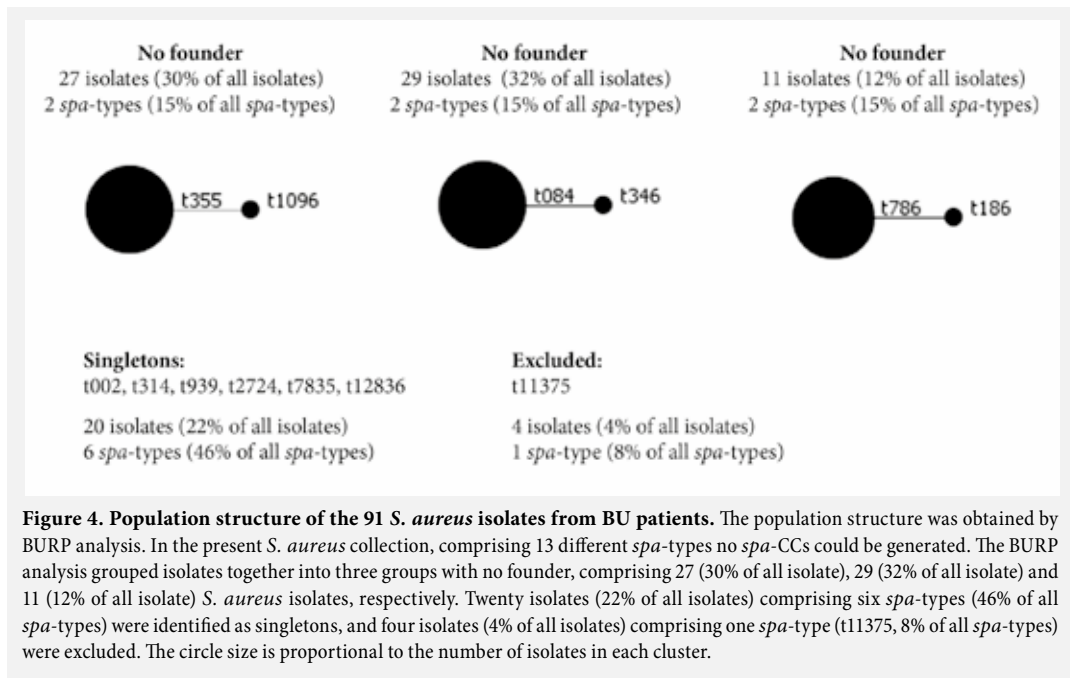 No founder
27 isolates (30% of all isolates)
2 spa-types (15% of all spa-types)
No founder
29 isolates (32% of all isolates)
2 spa-types (15% of all spa-types)
No founder
11 isolates (12% of all isolates)
2 spa-types (15% of all spa-types)
t355
t1096
t084
t346
t786
t186
Singletons:
t002, t314, t939, t2724, t7835, t12836
20 isolates (22% of all isolates)
6 spa-types (46% of all spa-types)
Excluded:
t11375
4 isolates (4% of all isolates)
1 spa-type (8% of all spa-types)
Figure 4. Population structure of the 91 S. aureus isolates from BU patients. The population structure was obtained by
BURP analysis. In the present S. aureus collection, comprising 13 different spa-types no spa-CCs could be generated. The BURP
analysis grouped isolates together into three groups with no founder, comprising 27 (30% of all isolate), 29 (32% of all isolate) and
11 (12% of all isolate) S. aureus isolates, respectively. Twenty isolates (22% of all isolates) comprising six spa-types (46% of all
spa-types) were identified as singletons, and four isolates (4% of all isolates) comprising one spa-type (t11375, 8% of all spa-types)
were excluded. The circle size is proportional to the number of isolates in each cluster.